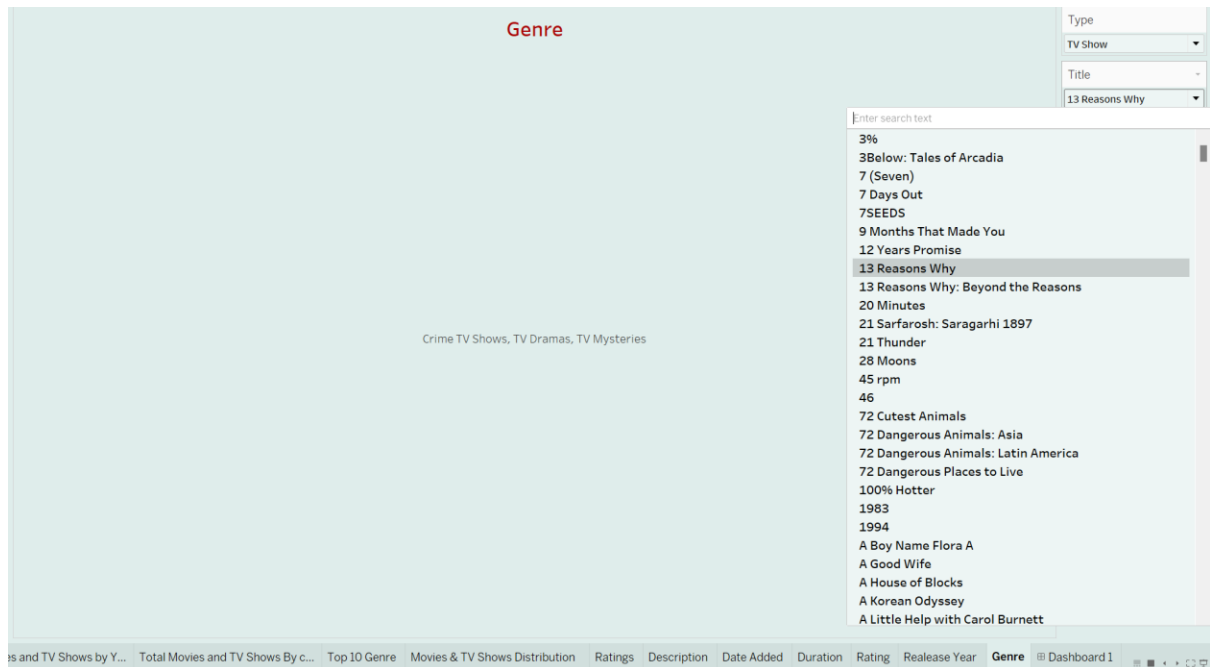 Genre
Type
TV Show
Title
13 Reasons Why
Enter search text
3%
3Below: Tales of Arcadia
7 (Seven)
7 Days Out
7SEEDS
9 Months That Made You
12 Years Promise
13 Reasons Why
13 Reasons Why: Beyond the Reasons
20 Minutes
21 Sarfarosh: Saragarhi 1897
21 Thunder
28 Moons
45 rpm
46
72 Cutest Animals
72 Dangerous Animals: Asia
72 Dangerous Animals: Latin America
72 Dangerous Places to Live
100% Hotter
1983
1994
A Boy Name Flora A
A Good Wife
A House of Blocks
A Korean Odyssey
A Little Help with Carol Burnett
Crime TV Shows, TV Dramas, TV Mysteries
es and TV Shows by Y... Total Movies and TV Shows By c... Top 10 Genre Movies & TV Shows Distribution Ratings Description Date Added Duration Rating Realease Year Genre Dashboard 1